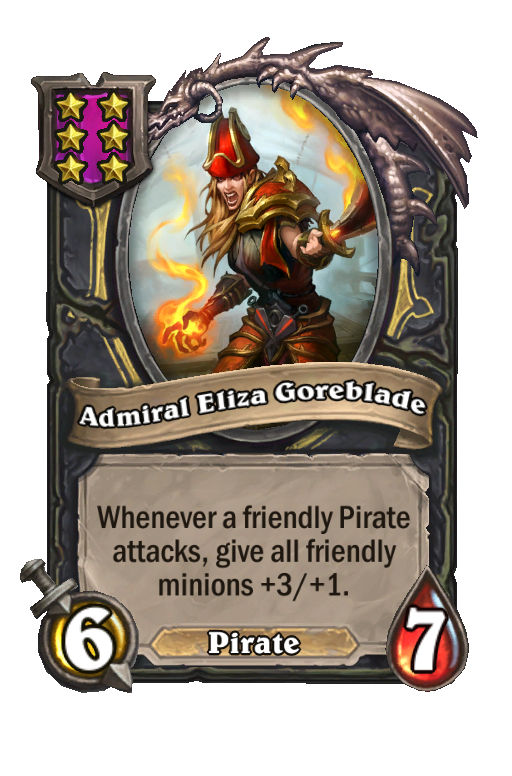 Admiral Eliza Goreblade
Whenever a friendly Pirate
attacks, give all friendly
minions +3/+1.
6
Pirate
7